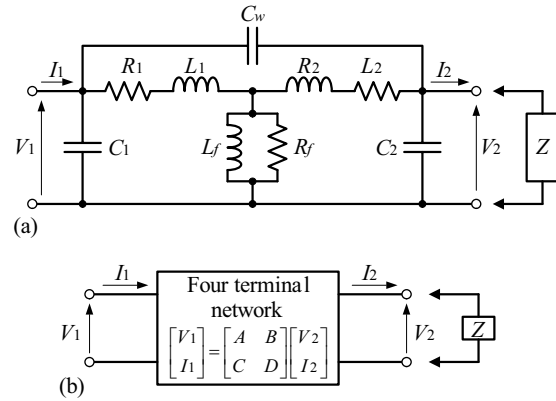 Cw
I1 R1 L1 R2 L2 I2
V1 C1 Lf Rf C2 V2 Z
(a)
I1 Four terminal I2
network
V1 [V1 I1] = [A B C D] [V2 I2] V2 Z
(b)